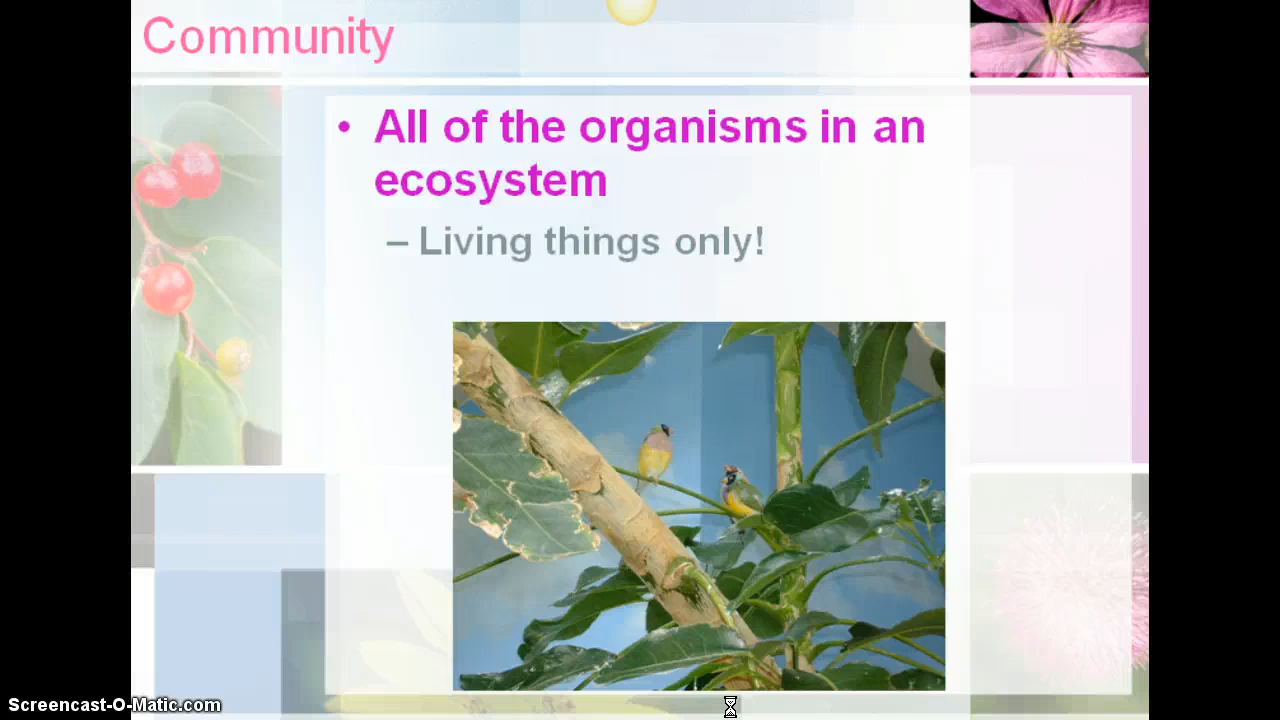 Community
• All of the organisms in an
ecosystem
– Living things only!
Screencast-O-Matic.com